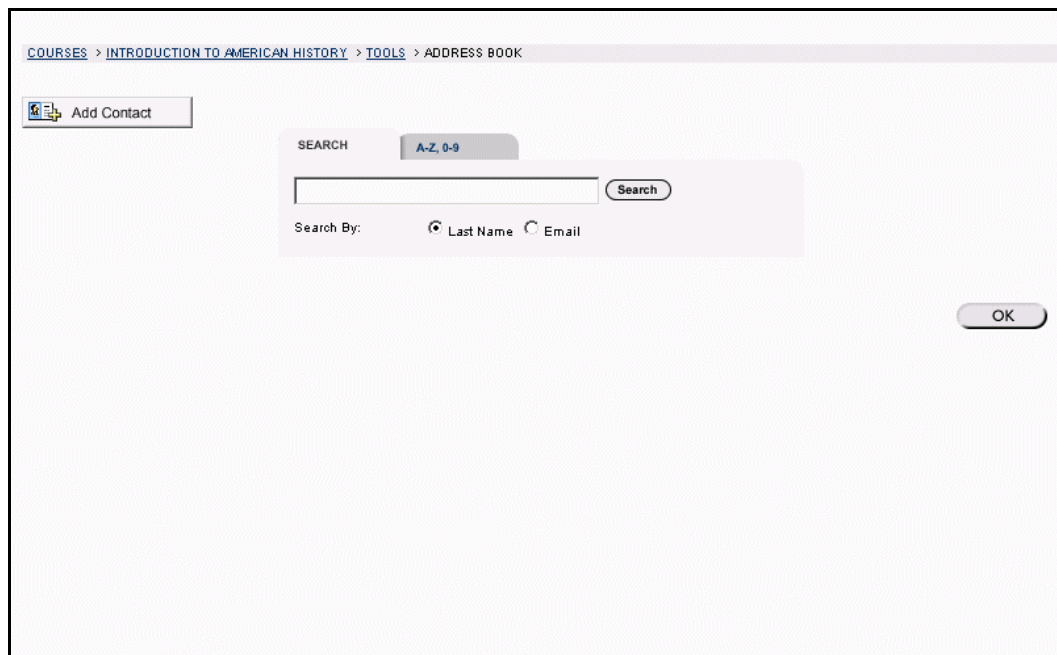 COURSES > INTRODUCTION TO AMERICAN HISTORY > TOOLS > ADDRESS BOOK
Add Contact
SEARCH A-Z, 0-9
Search
Search By: Last Name Email
OK